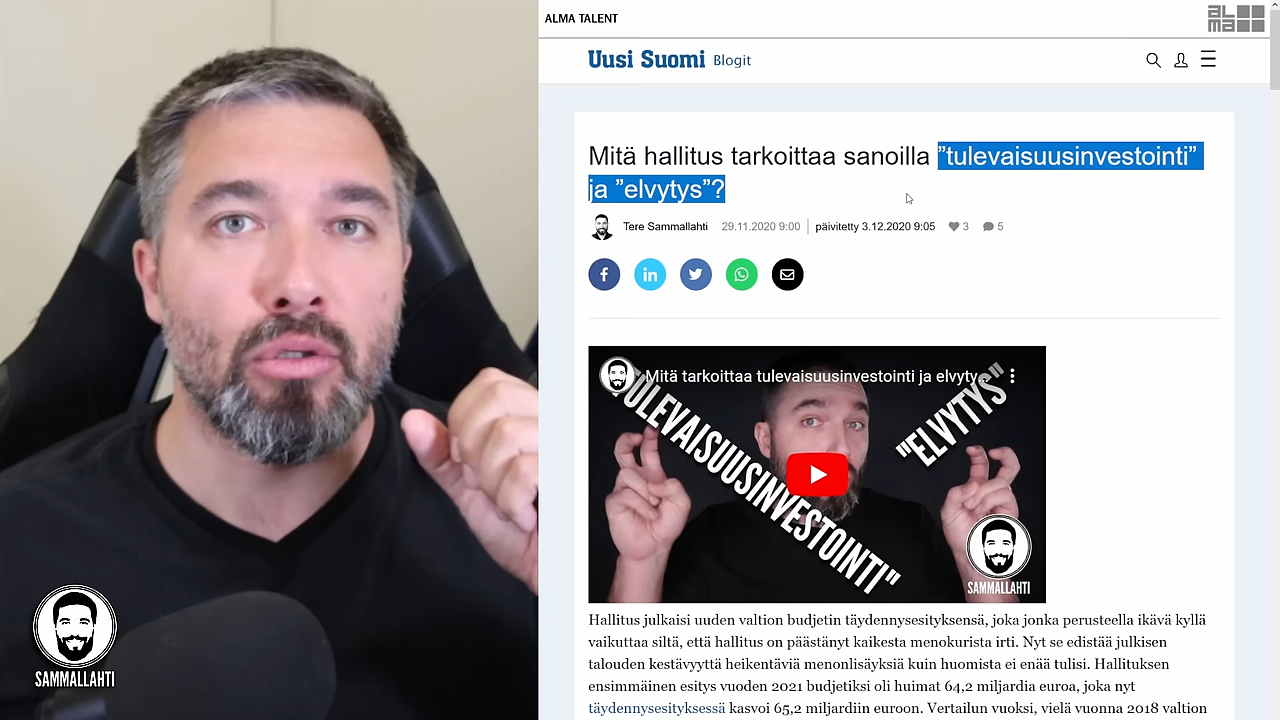 ALMA TALENT
al
ma
Uusi Suomi Blogit
Mitä hallitus tarkoittaa sanoilla ”tulevaisuusinvestointi”
ja ”elvytys”?
Tere Sammallahti 29.11.2020 9:00 päivitetty 3.12.2020 9:05 3 5
Mitä tarkoittaa tulevaisuusinvestointi ja elvyty...
"TULEVAISUUSINVESTOINTI"
"ELVYTYS"
SAMMALLAHTI
Hallitus julkaisi uuden valtion budjetin täydennysesityksensä, joka jonka perusteella ikävä kyllä
vaikuttaa siltä, että hallitus on päästänyt kaikesta menokurista irti. Nyt se edistää julkisen
talouden kestävyyttä heikentäviä menonlisäyksiä kuin huomista ei enää tulisi. Hallituksen
ensimmäinen esitys vuoden 2021 budjetiksi oli huimat 64,2 miljardia euroa, joka nyt
täydennysesityksessä kasvoi 65,2 miljardiin euroon. Vertailun vuoksi, vielä vuonna 2018 valtion
SAMMALLAHTI